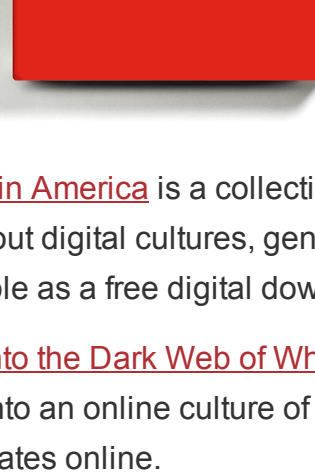 in America is a collecti
out digital cultures, gen
ble as a free digital dow
nto the Dark Web of Wh
nto an online culture of
ates online.